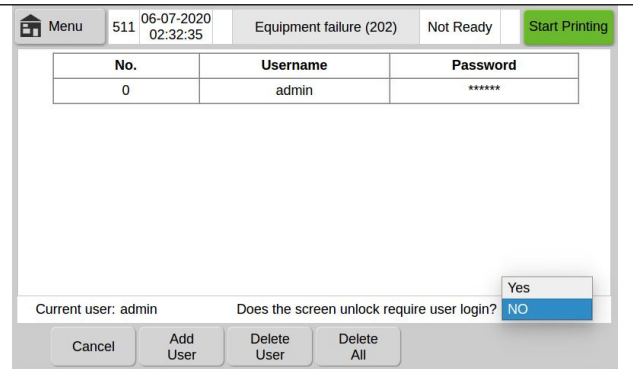 Menu 511 06-07-2020 Equipment failure (202) Not Ready Start Printing
02:32:35
No. Username Password
0 admin ******
Yes
Current user: admin Does the screen unlock require user login? NO
Cancel Add User Delete User Delete All